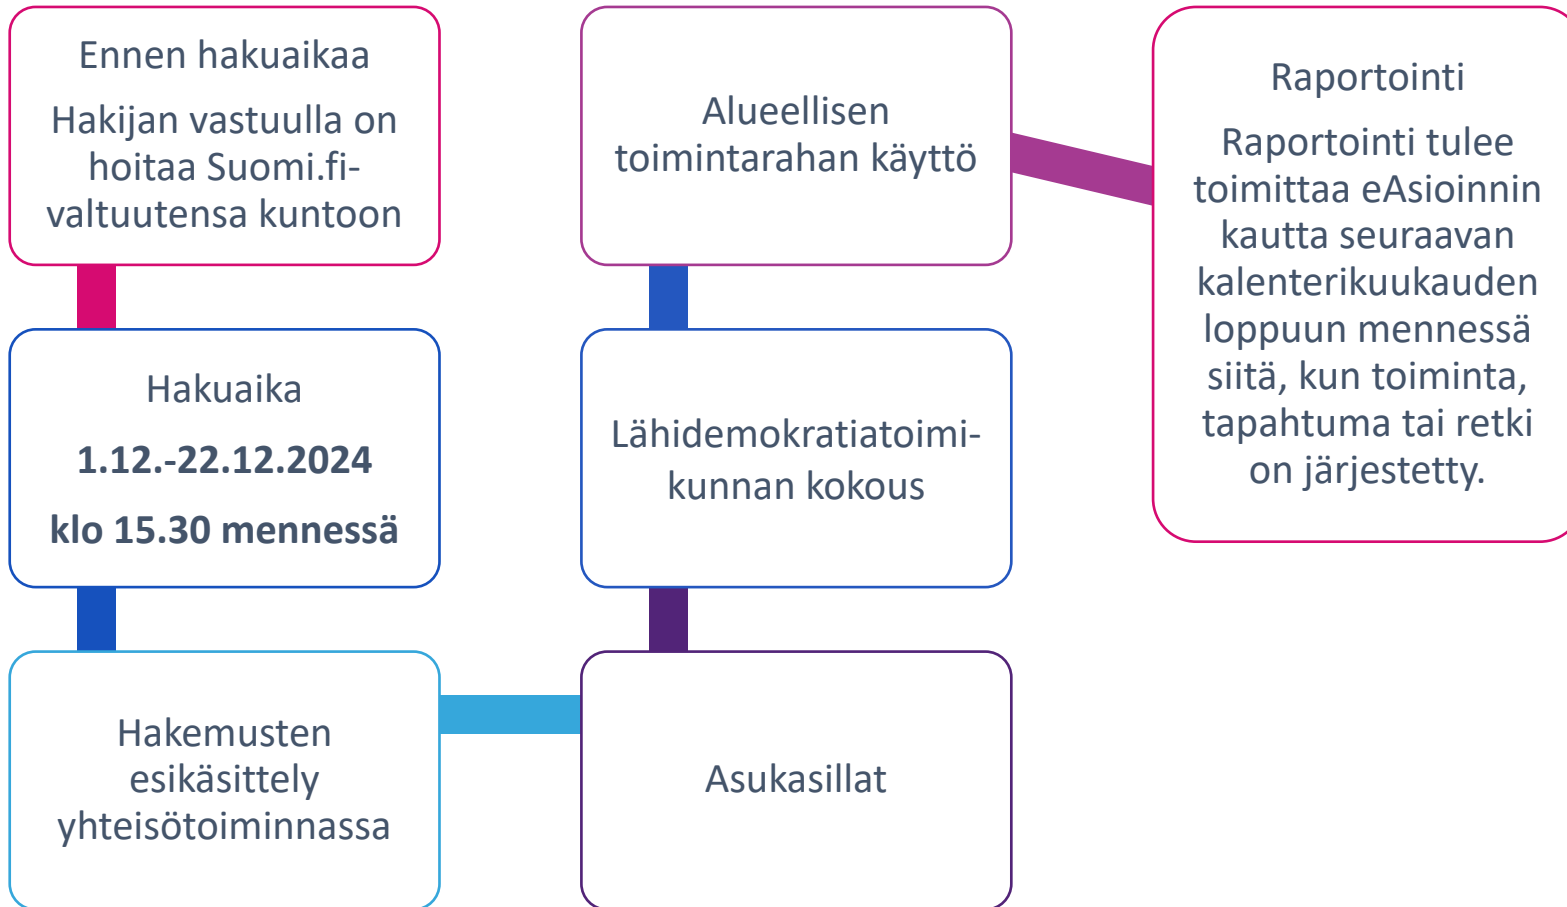 Ennen hakuaikaa
Hakijan vastuulla on
hoitaa Suomi.fi-
valtuutensa kuntoon
Hakuaika
1.12.-22.12.2024
klo 15.30 mennessä
Hakemusten
esikäsittely
yhteisötoiminnassa
Asukasillat
Lähidemokratiatoimi-
kunnan kokous
Alueellisen
toimintarahan käyttö
Raportointi
Raportointi tulee
toimittaa eAsioinnin
kautta seuraavan
kalenterikuukauden
loppuun mennessä
siitä, kun toiminta,
tapahtuma tai retki
on järjestetty.